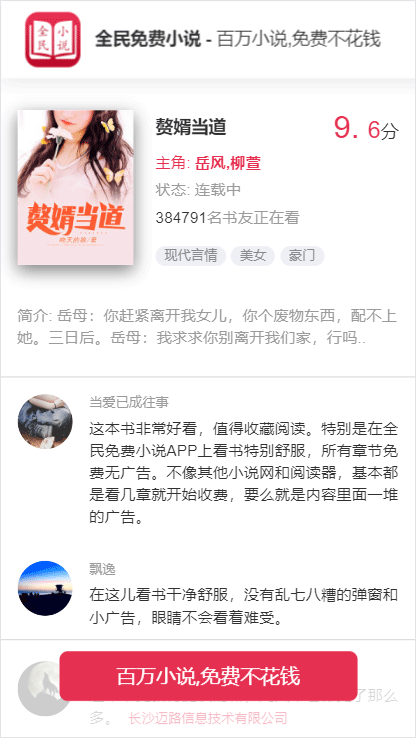 全民小说
全民免费小说 - 百万小说,免费不花钱
赘婿当道
9. 6分
主角: 岳风,柳萱
状态: 连载中
384791名书友正在看
现代言情 美女 豪门
赘婿当道
简介: 岳母：你赶紧离开我女儿，你个废物东西，配不上
她。三日后。岳母：我求求你别离开我们家，行吗..
当爱已成往事
这本书非常好看，值得收藏阅读。特别是在全
民免费小说APP上看书特别舒服，所有章节免
费无广告。不像其他小说网和阅读器，基本都
是看几章就开始收费，要么就是内容里面一堆
的广告。
飘逸
在这儿看书干净舒服，没有乱七八糟的弹窗和
小广告，眼睛不会看着难受。
百万小说,免费不花钱
了那么
多。 长沙迈路信息技术有限公司